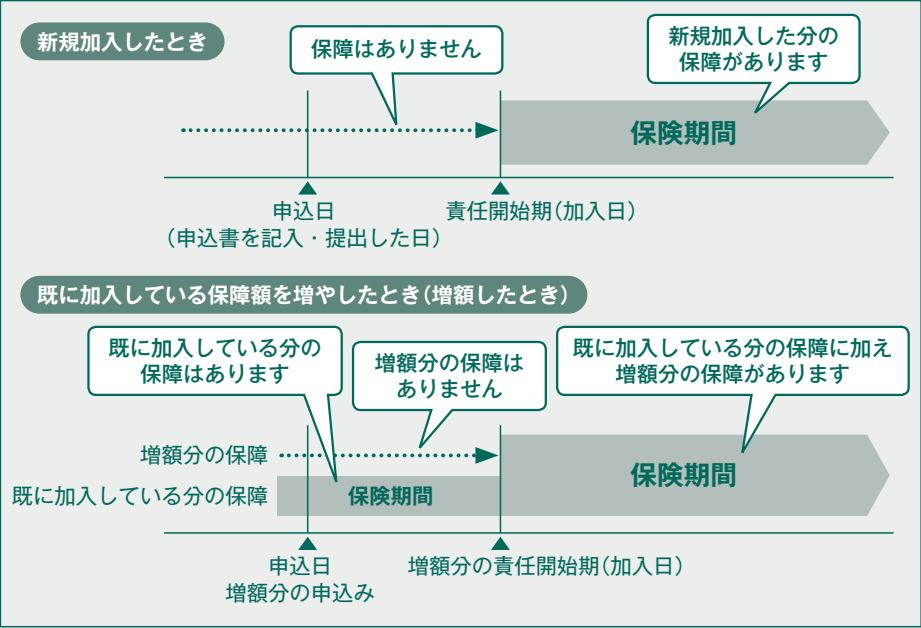 新規加入したとき
保障はありません
新規加入した分の
保障があります
保険期間
申込日
（申込書を記入・提出した日）
責任開始期（加入日）
既に加入している保障額を増やしたとき（増額したとき）
既に加入している分の
保障はあります
増額分の保障は
ありません
既に加入している分の保障に加え
増額分の保障があります
増額分の保障
既に加入している分の保障
保険期間
保険期間
申込日
増額分の申込み
増額分の責任開始期（加入日）